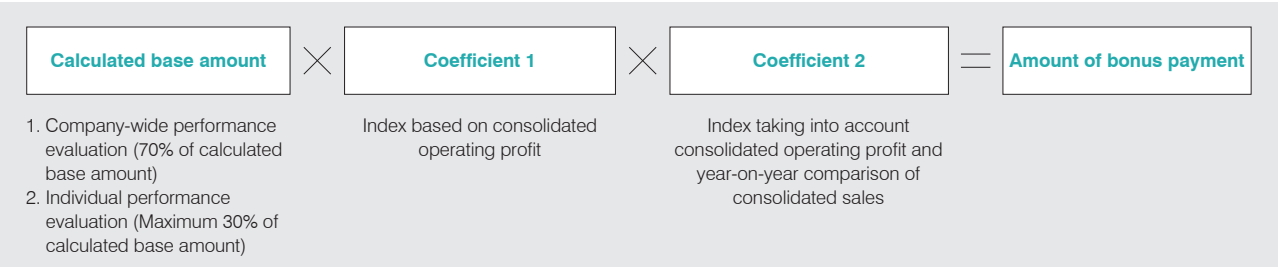 Calculated base amount × Coefficient 1 × Coefficient 2 = Amount of bonus payment
1. Company-wide performance
evaluation (70% of calculated
base amount)
2. Individual performance
evaluation (Maximum 30% of
calculated base amount)
Index based on consolidated
operating profit
Index taking into account
consolidated operating profit and
year-on-year comparison of
consolidated sales